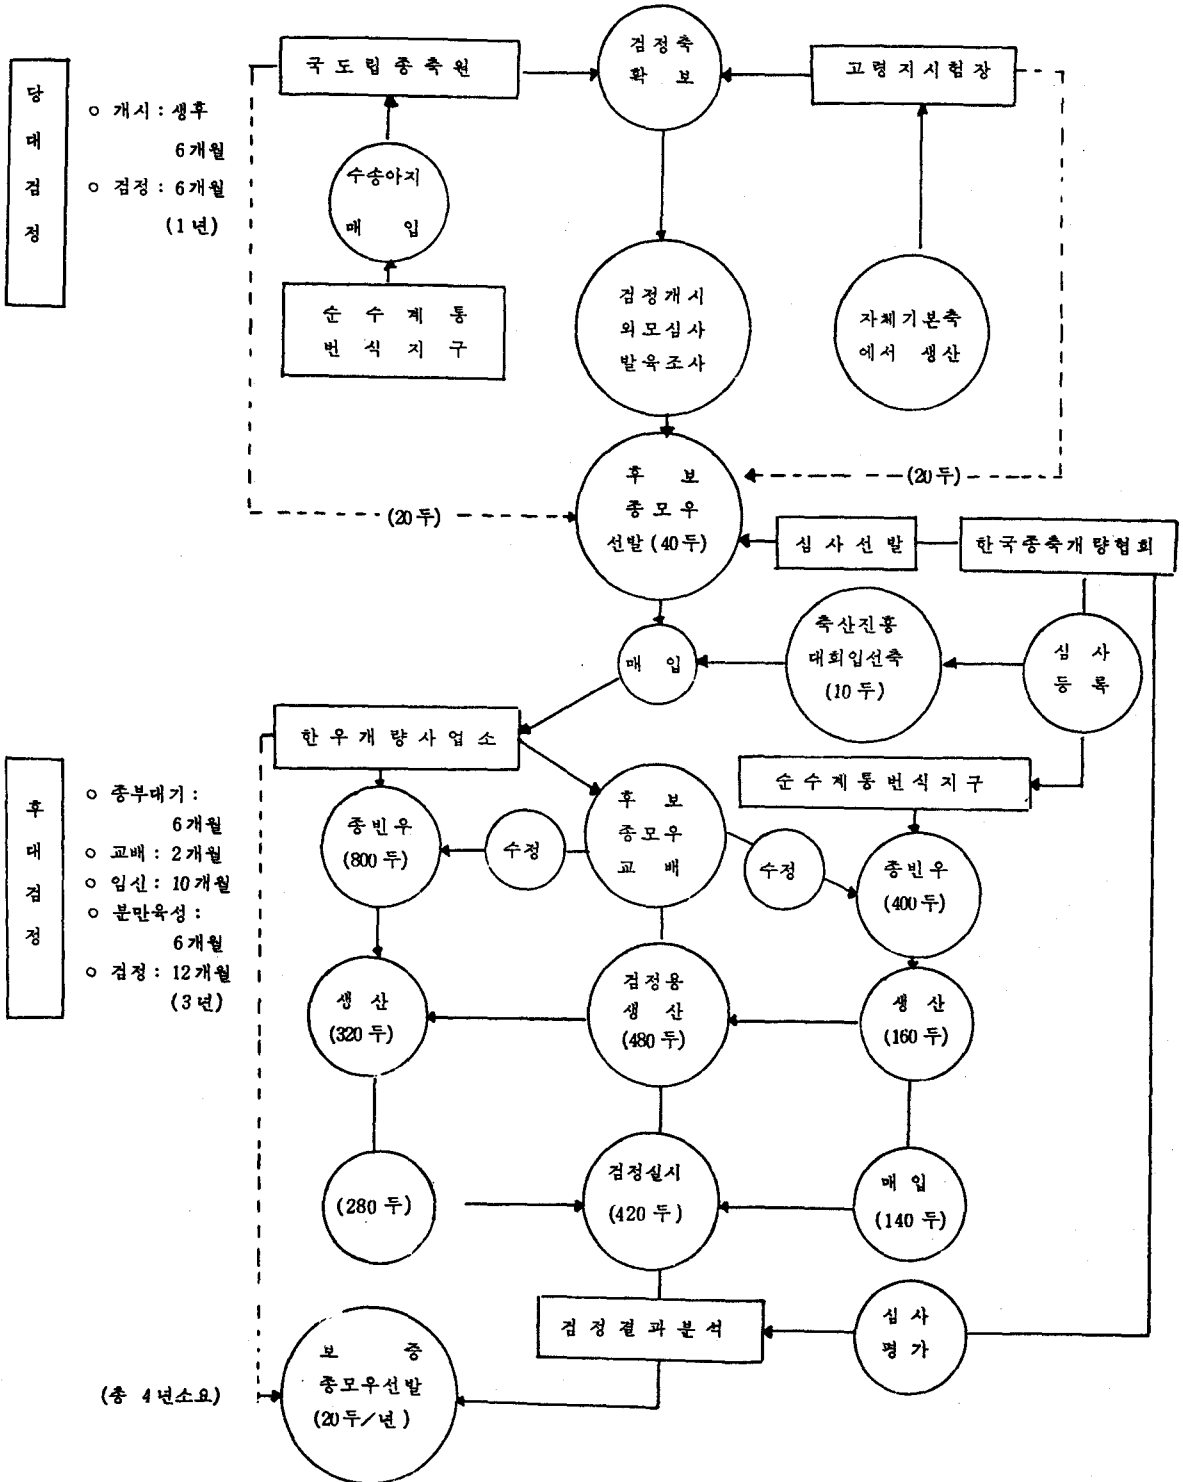 당
대
검
정
ㅇ 개시 : 생후
6개월
ㅇ 검정 : 6개월
(1년)
국도립종축원
검정축
확 보
고령지시험장
수송아지
매 입
순 수 계 통
번 식 지 구
검정개시
외모심사
발육조사
자체기본축
에서 생산
후 보
종모우
선발 (40두)
(20두)
(20두)
심사선발
한국종축개량협회
매 입
축산진흥
대회입선축
(10두)
심 사
등 록
한우개량사업소
순수계통번식지구
후
대
검
정
ㅇ 종부대기 :
6개월
ㅇ 교배 : 2개월
ㅇ 임신 : 10개월
ㅇ 분만육성 :
6개월
ㅇ 검정 : 12개월
(3년)
종빈우
(800두)
수정
후 보
종모우
교 배
수정
종빈우
(400두)
생 산
(320두)
검정용
생 산
(480두)
생 산
(160두)
(280두)
검정실시
(420두)
매 입
(140두)
검정결과분석
심 사
평 가
(총 4년소요)
보 증
종모우선발
(20두/년)